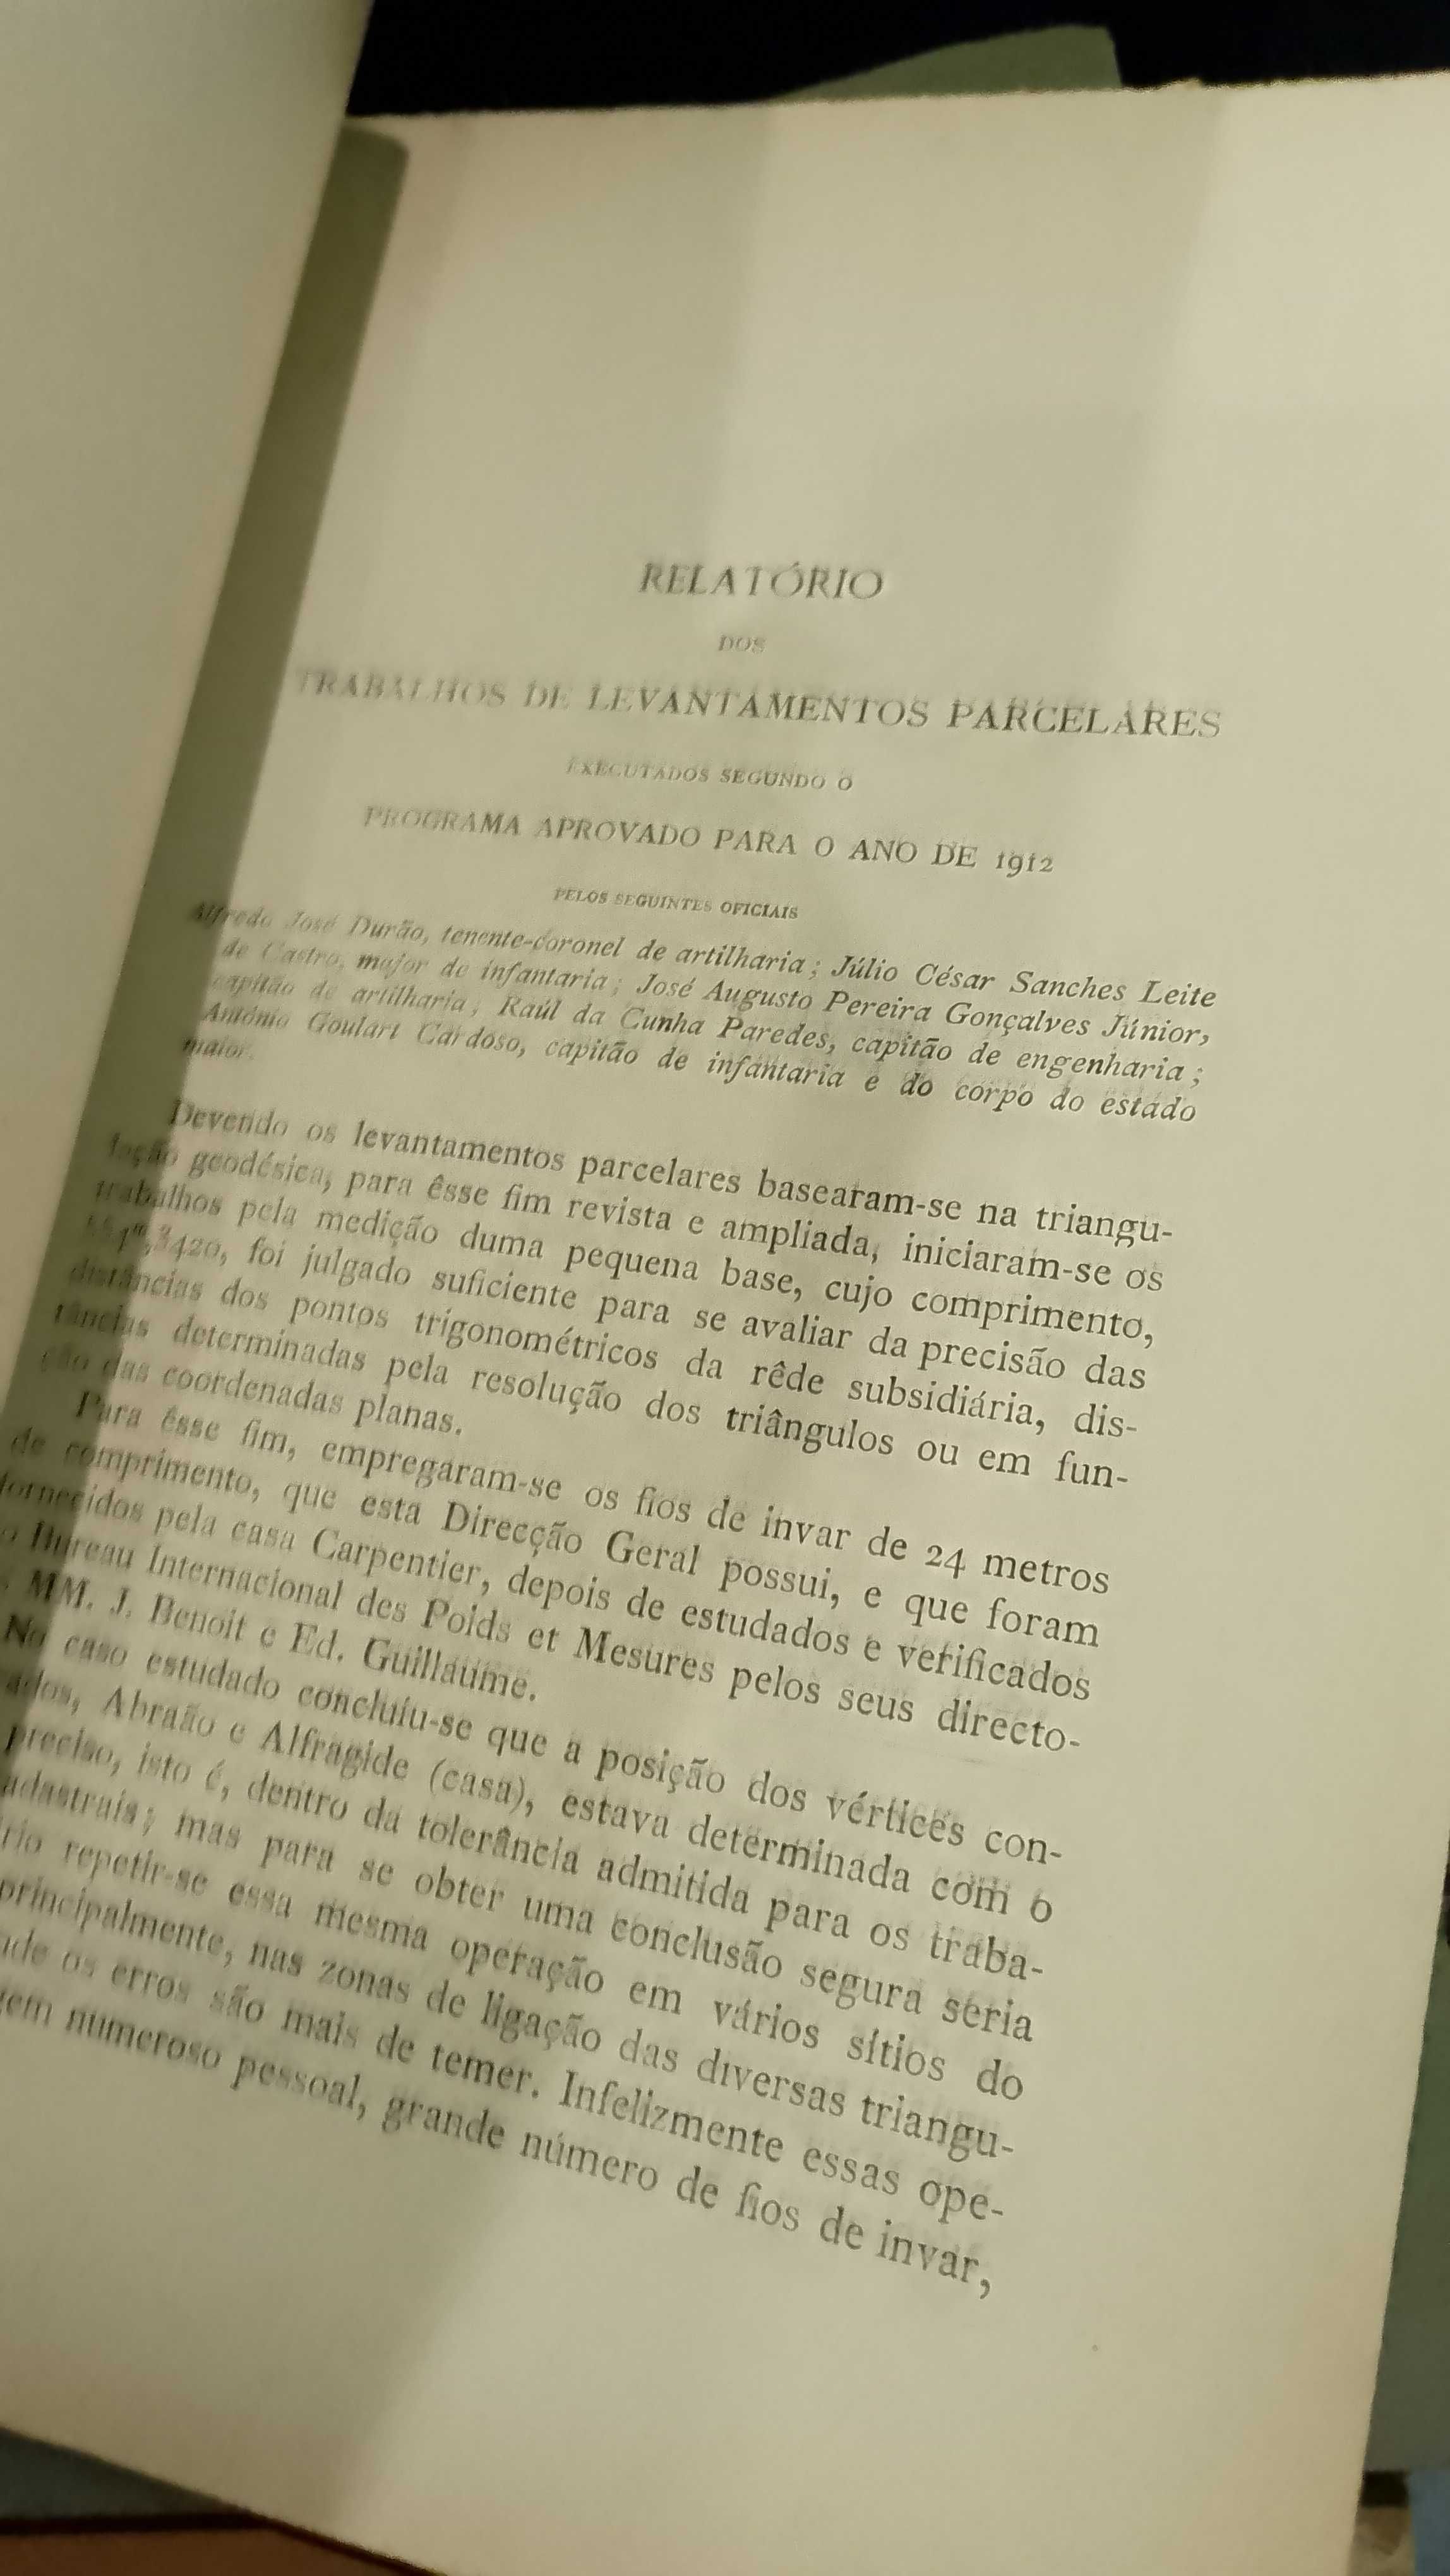 RELATÓRIO
DOS
TRABALHOS DE LEVANTAMENTOS PARCELARES
EXECUTADOS SEGUNDO O
PROGRAMA APROVADO PARA O ANO DE 1912
PELOS SEGUINTES OFICIAIS
Alfredo José Durão, tenente-coronel de artilharia; Júlio César Sanches Leite
de Castro, major de infantaria; José Augusto Pereira Gonçalves Júnior,
capitão de artilharia; Raúl da Cunha Paredes, capitão de engenharia;
António Goulart Cardoso, capitão de infantaria e do corpo do estado
maior.
Devendo os levantamentos parcelares basearam-se na triangu-
lação geodésica, para êsse fim revista e ampliada, iniciaram-se os
trabalhos pela medição duma pequena base, cujo comprimento,
foi julgado suficiente para se avaliar da precisão das
distâncias dos pontos trigonométricos da rêde subsidiária, dis-
tâncias determinadas pela resolução dos triângulos ou em fun-
ção das coordenadas planas.
Para êsse fim, empregaram-se os fios de invar de 24 metros
de comprimento, que esta Direcção Geral possui, e que foram
fornecidos pela casa Carpentier, depois de estudados e verificados
o Bureau Internacional des Poids et Mesures pelos seus directo-
MM. J. Benoit e Ed. Guillaume.
No caso estudado concluíu-se que a posição dos vértices con-
ados, Abraão e Alfragide (casa), estava determinada com o
preciso, isto é, dentro da tolerância admitida para os traba-
adastrais; mas para se obter uma conclusão segura seria
rio repetir-se essa mesma operação em vários sítios do
principalmente, nas zonas de ligação das diversas triangu-
nde os erros são mais de temer. Infelizmente essas ope-
gem numeroso pessoal, grande número de fios de invar,